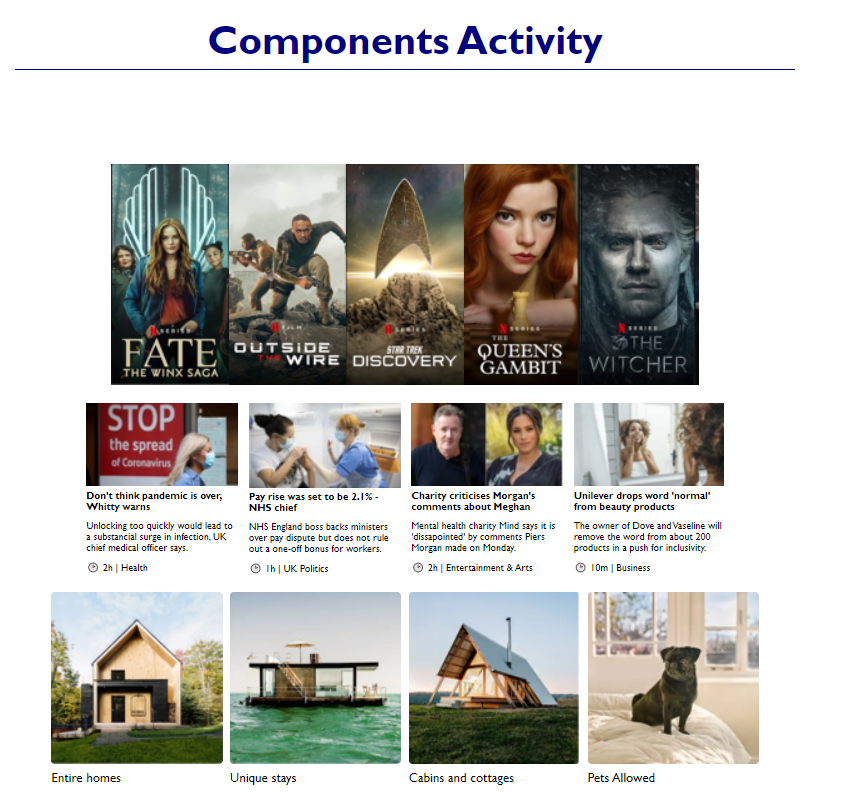 Components Activity
SERIES
FATE
THE WINX SAGA
FILM
OUTSIDE
THE WIRE
SERIES
STAR TREK
DISCOVERY
SERIES
THE
QUEEN'S
GAMBIT
SERIES
THE
WITCHER
STOP
the spread
of Coronavirus
Don't think pandemic is over,
Whitty warns
Unlocking too quickly would lead to
a substancial surge in infection, UK
chief medical officer says.
2h | Health
Pay rise was set to be 2.1% -
NHS chief
NHS England boss backs ministers
over pay dispute but does not rule
out a one-off bonus for workers.
1h | UK Politics
Charity criticises Morgan's
comments about Meghan
Mental health charity Mind says it is
'dissapointed' by comments Piers
Morgan made on Monday.
2h | Entertainment & Arts
Unilever drops word 'normal'
from beauty products
The owner of Dove and Vaseline will
remove the word from about 200
products in a push for inclusivity.
10m | Business
Entire homes
Unique stays
Cabins and cottages
Pets Allowed